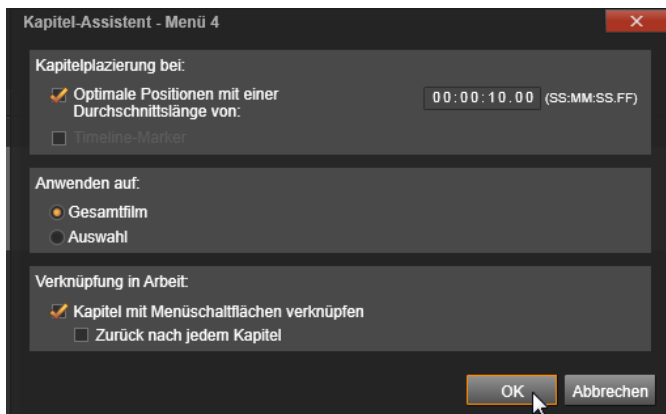 Kapitel-Assistent - Menü 4
Kapitelplazierung bei:
Optimale Positionen mit einer
Durchschnittslänge von:
00:00:10.00 (SS:MM:SS.FF)
Timeline-Marker
Anwenden auf:
Gesamtfilm
Auswahl
Verknüpfung in Arbeit:
Kapitel mit Menüschaltflächen verknüpfen
Zurück nach jedem Kapitel
OK
Abbrechen